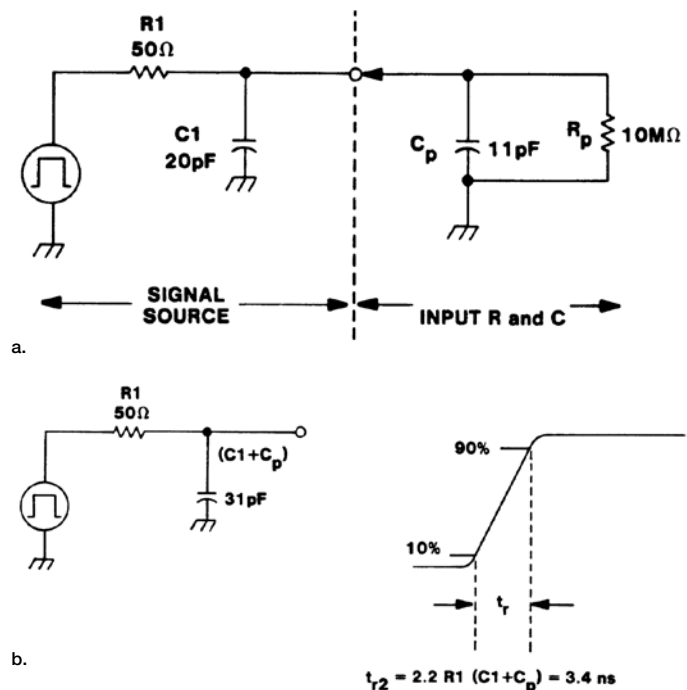 R1
50Ω
C1
20pF
Cp
11pF
Rp
10MΩ
SIGNAL
SOURCE
INPUT R and C
a.
R1
50Ω
(C1+Cp)
31pF
90%
10%
tr
b.
tr2 = 2.2 R1 (C1+Cp) = 3.4 ns